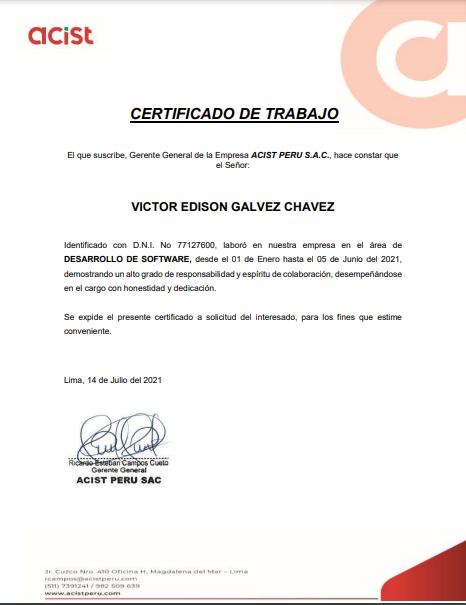 acist
CERTIFICADO DE TRABAJO
El que suscribe, Gerente General de la Empresa ACIST PERU S.A.C., hace constar que
el Señor:
VICTOR EDISON GALVEZ CHAVEZ
Identificado con D.N.I. No 77127600, laboró en nuestra empresa en el área de
DESARROLLO DE SOFTWARE, desde el 01 de Enero hasta el 05 de Junio del 2021,
demostrando un alto grado de responsabilidad y espíritu de colaboración, desempeñándose
en el cargo con honestidad y dedicación.
Se expide el presente certificado a solicitud del interesado, para los fines que estime
conveniente.
Lima, 14 de Julio del 2021
Ricardo Esteban Campos Cueto
Gerente General
ACIST PERU SAC
Jr. Cuzco Nro. 410 Oficina H, Magdalena del Mar – Lima
rcampos@acistperu.com
(511) 7391241 / 982 509 639
www.acistperu.com